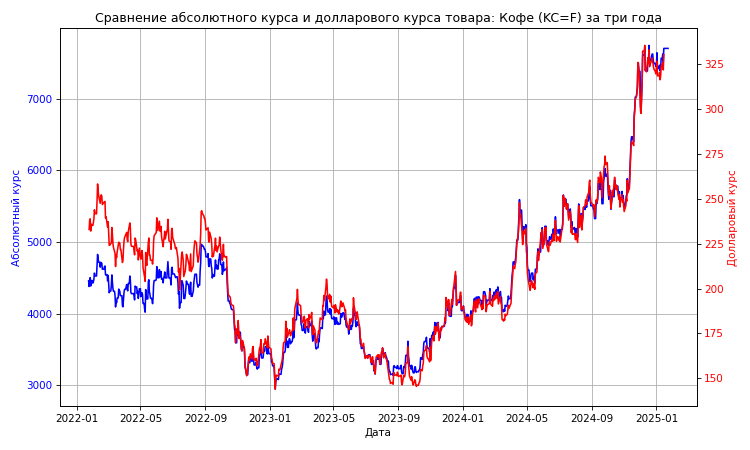 Сравнение абсолютного курса и долларового курса товара: Кофе (KC=F) за три года
Абсолютный курс
7000
6000
5000
4000
3000
325
300
275
250
225
200
175
150
Долларовый курс
2022-01 2022-05 2022-09 2023-01 2023-05 2023-09 2024-01 2024-05 2024-09 2025-01
Дата